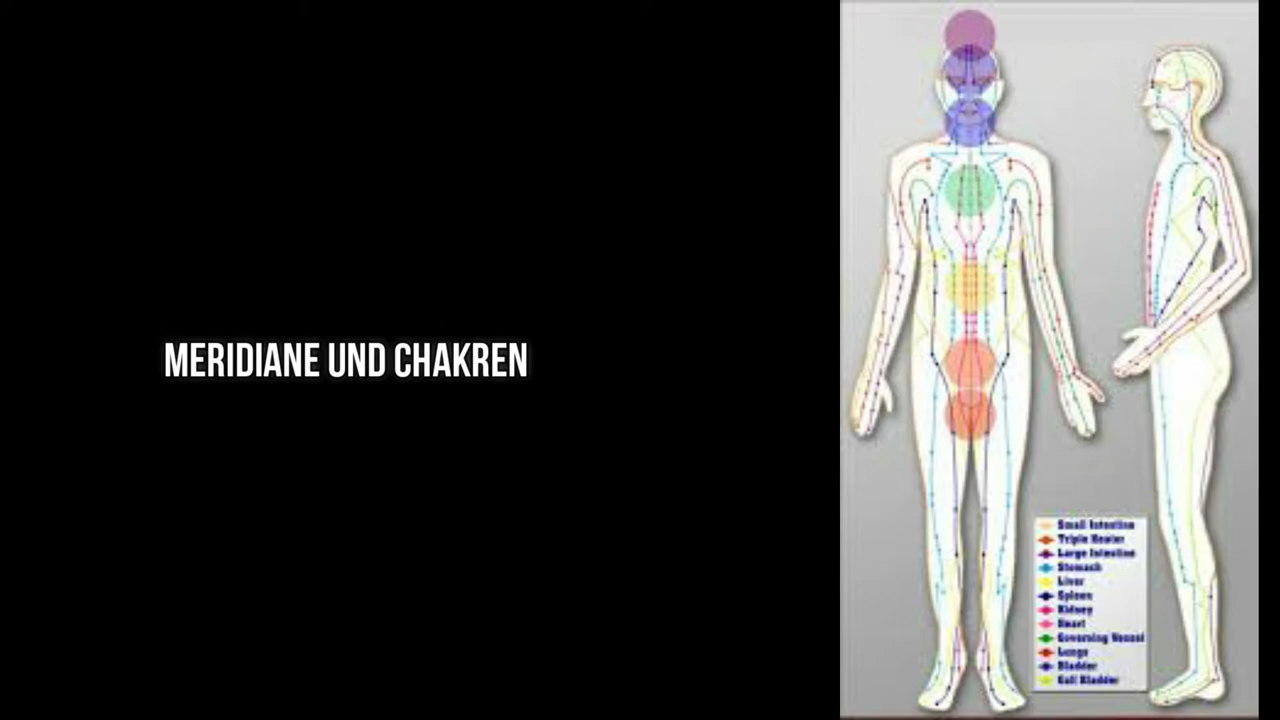 MERIDIANE UND CHAKREN
Small Intestine
Triple Heater
Large Intestine
Stomach
Liver
Spleen
Kidney
Heart
Governing Vessel
Lungs
Bladder
Gall Bladder